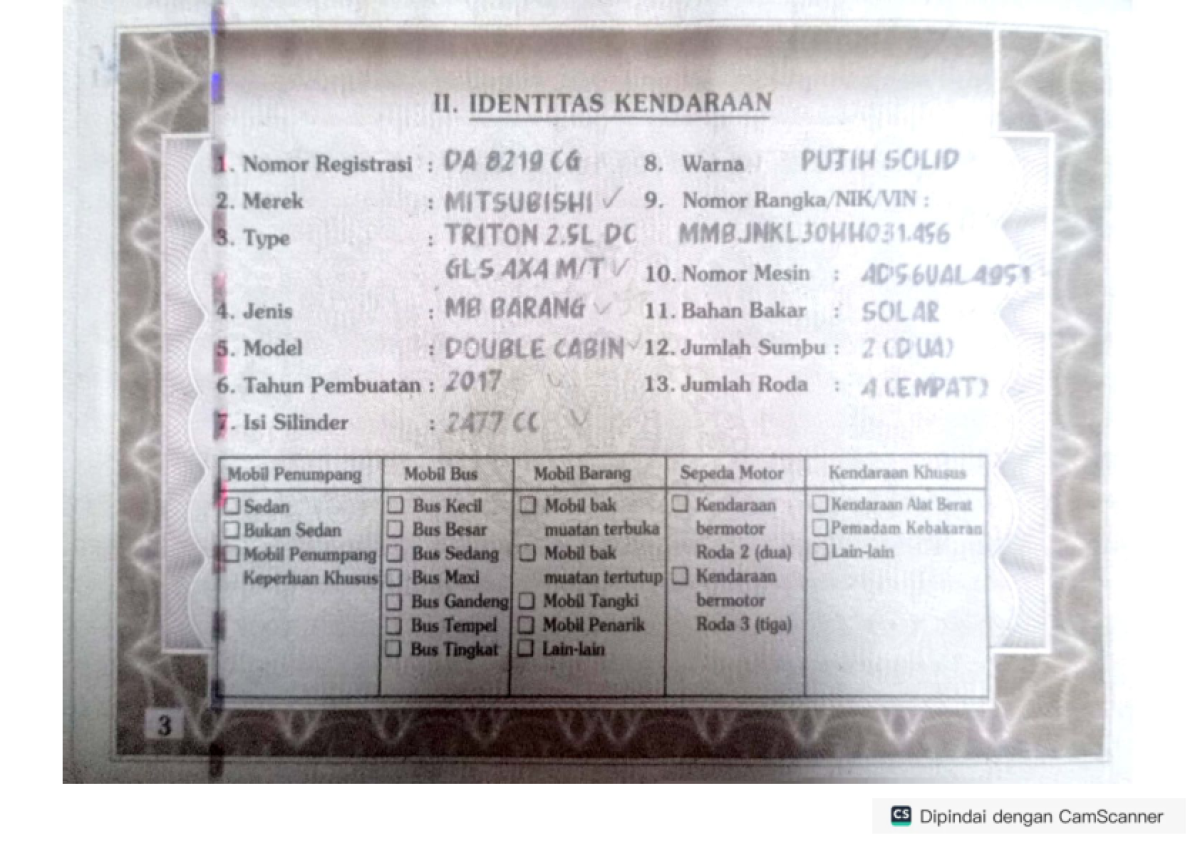 II. IDENTITAS KENDARAAN
1. Nomor Registrasi : DA 8219 CG
2. Merek : MITSUBISHI ✓
3. Type : TRITON 2.5L DC
GLS AXA M/T ✓
4. Jenis : MB BARANG ✓
5. Model : DOUBLE CABIN ✓
6. Tahun Pembuatan : 2017 ✓
7. Isi Silinder : 2477 CC ✓
8. Warna PUTIH SOLID
9. Nomor Rangka/NIK/VIN :
MMBJNKL30HH031456
10. Nomor Mesin : 4D56UAL4951
11. Bahan Bakar : SOLAR
12. Jumlah Sumbu : 2 (DUA)
13. Jumlah Roda : 4 (EMPAT)
Mobil Penumpang
☐ Sedan
☐ Bukan Sedan
☐ Mobil Penumpang
Keperluan Khusus
Mobil Bus
☐ Bus Kecil
☐ Bus Besar
☐ Bus Sedang
☐ Bus Maxi
☐ Bus Gandeng
☐ Bus Tempel
☐ Bus Tingkat
Mobil Barang
☐ Mobil bak
muatan terbuka
☐ Mobil bak
muatan tertutup
☐ Mobil Tangki
☐ Mobil Penarik
☐ Lain-lain
Sepeda Motor
☐ Kendaraan
bermotor
Roda 2 (dua)
☐ Kendaraan
bermotor
Roda 3 (tiga)
Kendaraan Khusus
☐ Kendaraan Alat Berat
☐ Pemadam Kebakaran
☐ Lain-lain
3
CS Dipindai dengan CamScanner